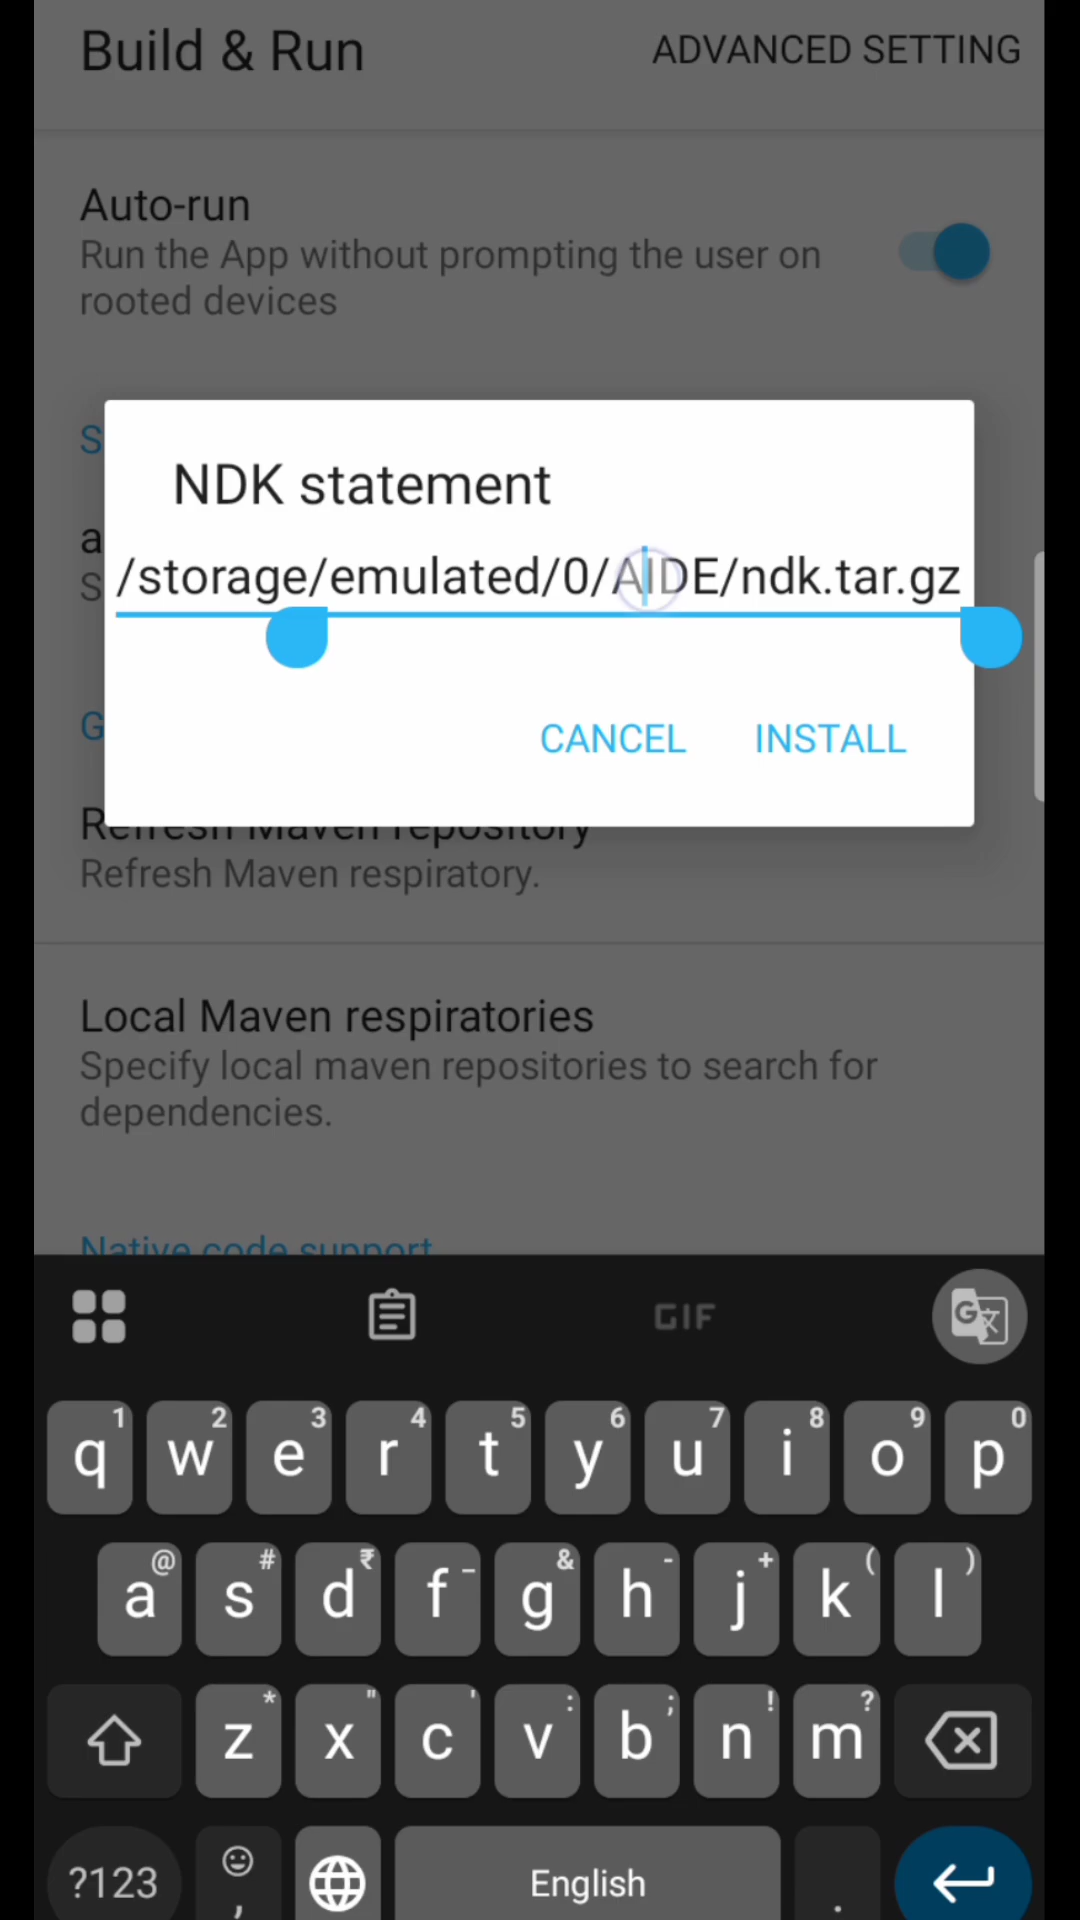 Build & Run
ADVANCED SETTING
Auto-run
Run the App without prompting the user on
rooted devices
S
NDK statement
a
S
/storage/emulated/0/AIDE/ndk.tar.gz
G
CANCEL
INSTALL
Refresh Maven repository
Refresh Maven respiratory.
Local Maven respiratories
Specify local maven repositories to search for
dependencies.
Native code support
GIF
G
1 2 3 4 5 6 7 8 9 0
q w e r t y u i o p
@ # ₹ _ & - + ( )
a s d f g h j k l
* " ' : ; ! ?
z x c v b n m
?123
,
English
.